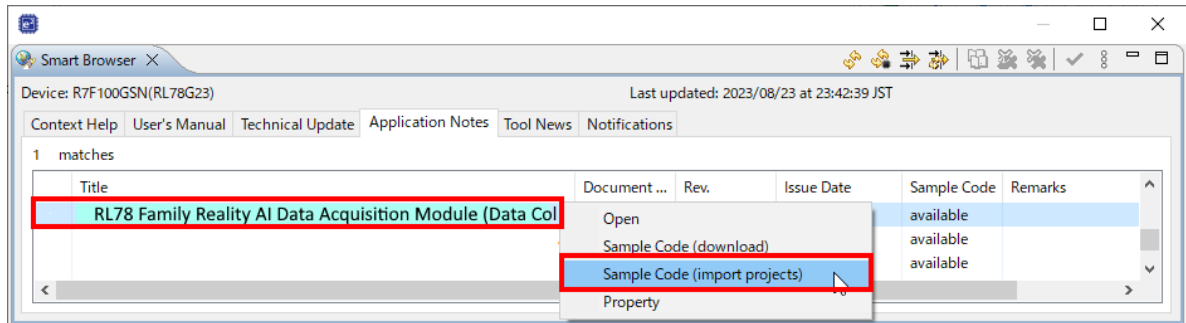 Smart Browser
Device: R7F100GSN(RL78G23) Last updated: 2023/08/23 at 23:42:39 JST
Context Help User's Manual Technical Update Application Notes Tool News Notifications
1 matches
Title Document ... Rev. Issue Date Sample Code Remarks
RL78 Family Reality AI Data Acquisition Module (Data Col available
Open
Sample Code (download) available
Sample Code (import projects) available
Property